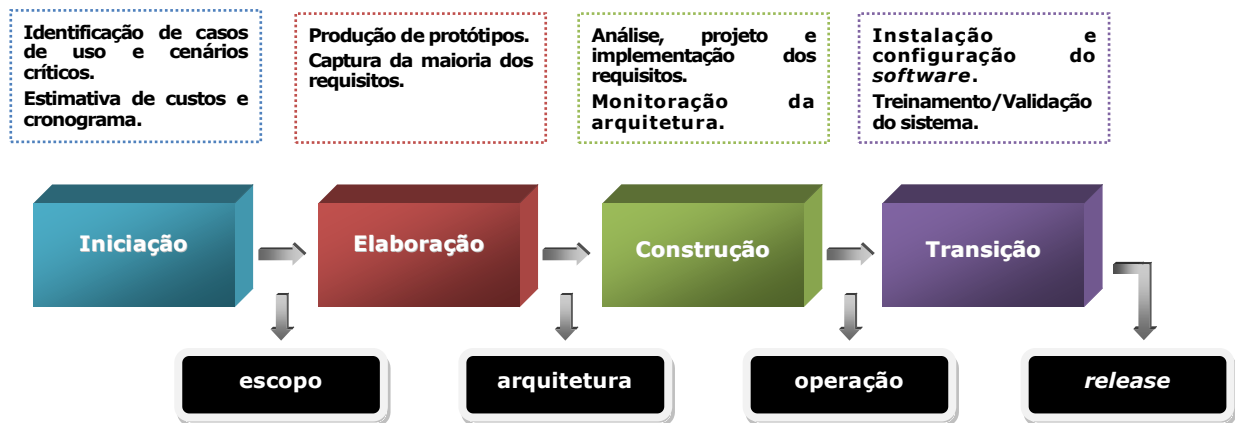 Identificação de casos
de uso e cenários
críticos.
Estimativa de custos e
cronograma.
Produção de protótipos.
Captura da maioria dos
requisitos.
Análise, projeto e
implementação dos
requisitos.
Monitoração da
arquitetura.
Instalação e
configuração do
software.
Treinamento/Validação
do sistema.
Iniciação
Elaboração
Construção
Transição
escopo
arquitetura
operação
release